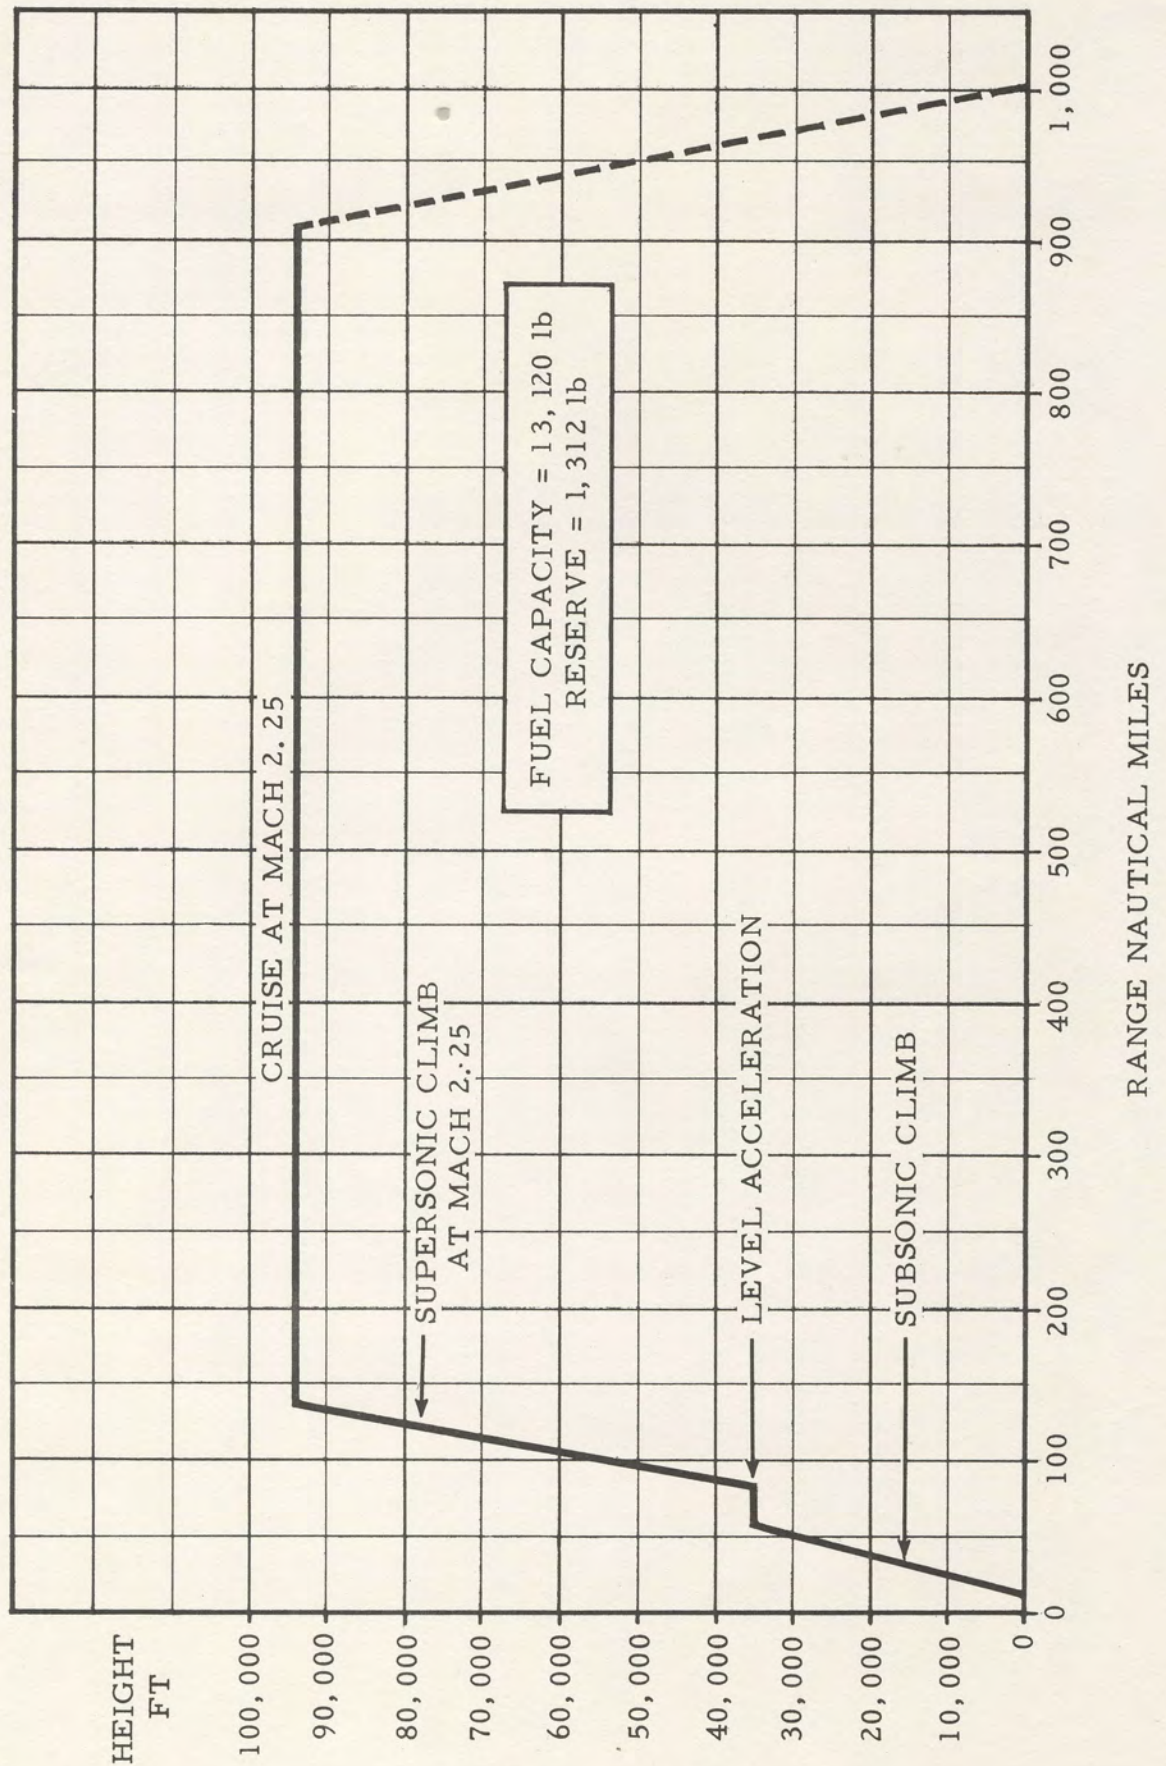 HEIGHT
FT
100,000
90,000
80,000
70,000
60,000
50,000
40,000
30,000
20,000
10,000
0
CRUISE AT MACH 2.25
SUPERSONIC CLIMB
AT MACH 2.25
FUEL CAPACITY = 13,120 lb
RESERVE = 1,312 lb
LEVEL ACCELERATION
SUBSONIC CLIMB
0
100
200
300
400
500
600
700
800
900
1,000
RANGE NAUTICAL MILES